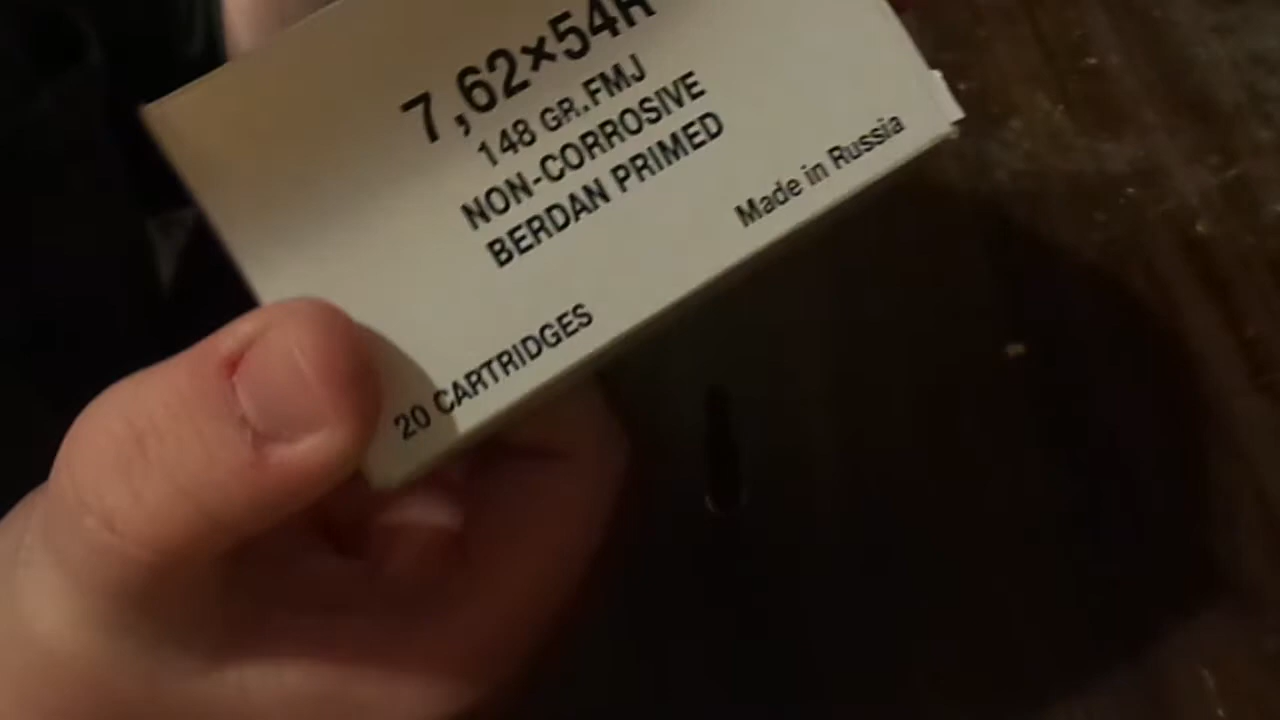 7,62×54R
148 GR.FMJ
NON-CORROSIVE
BERDAN PRIMED
Made in Russia
20 CARTRIDGES